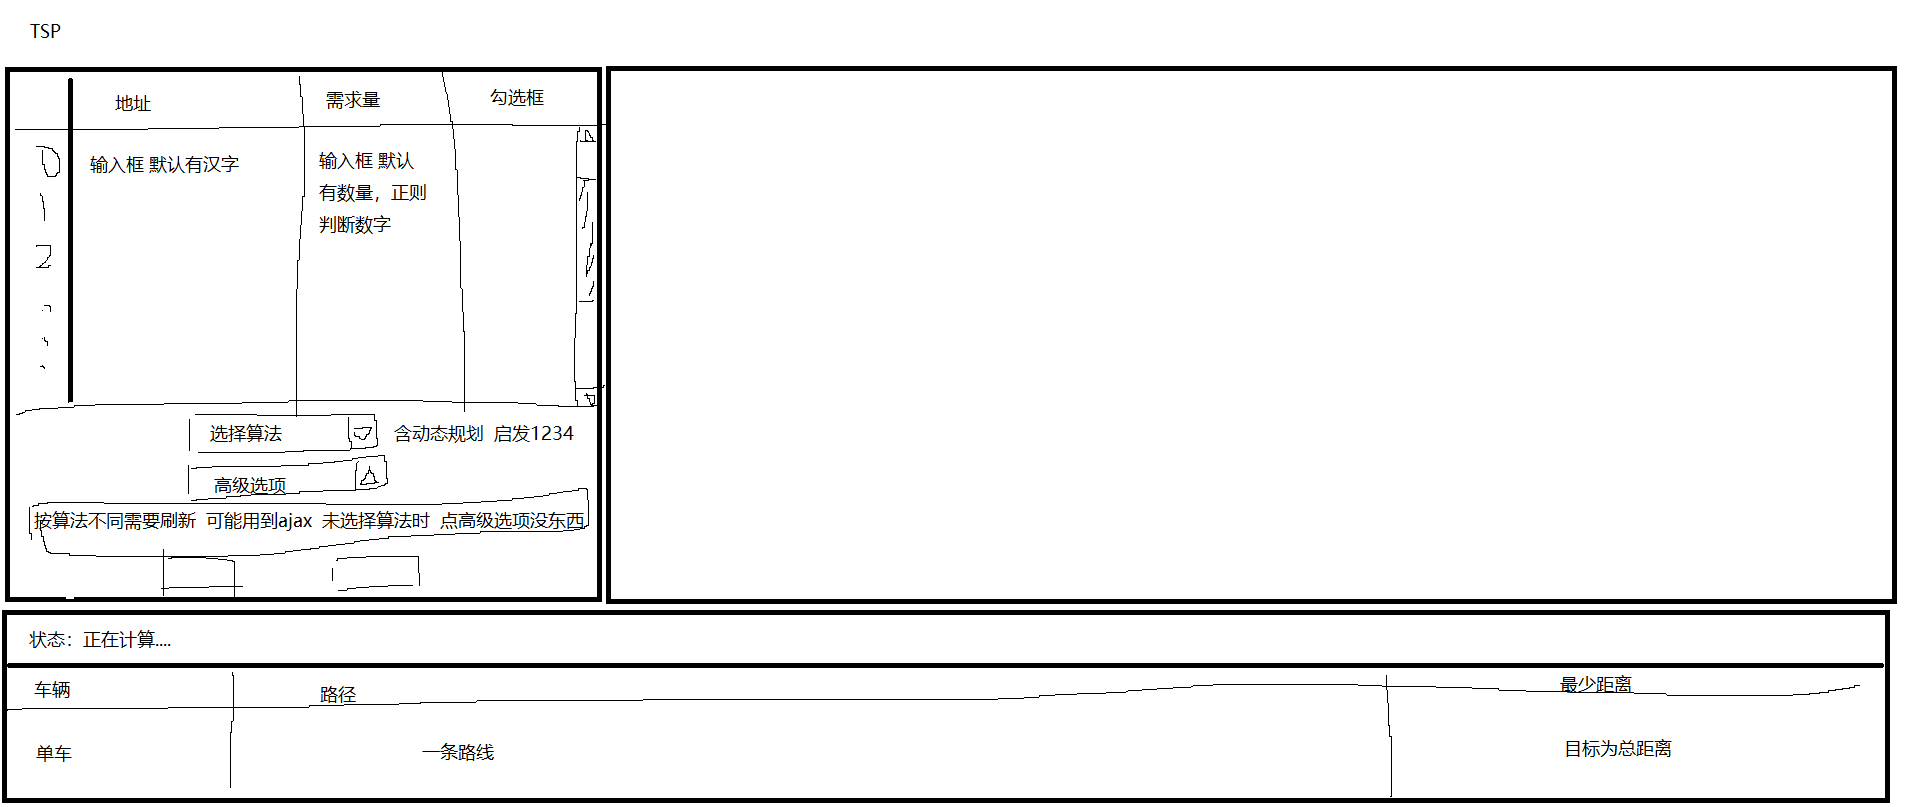 TSP
地址 需求量 勾选框
0 输入框 默认有汉字 输入框 默认
有数量，正则
1 判断数字
2
选择算法 含动态规划 启发1234
高级选项
按算法不同需要刷新 可能用到ajax 未选择算法时 点高级选项没东西
状态：正在计算....
车辆 路径 最少距离
单车 一条路线 目标为总距离